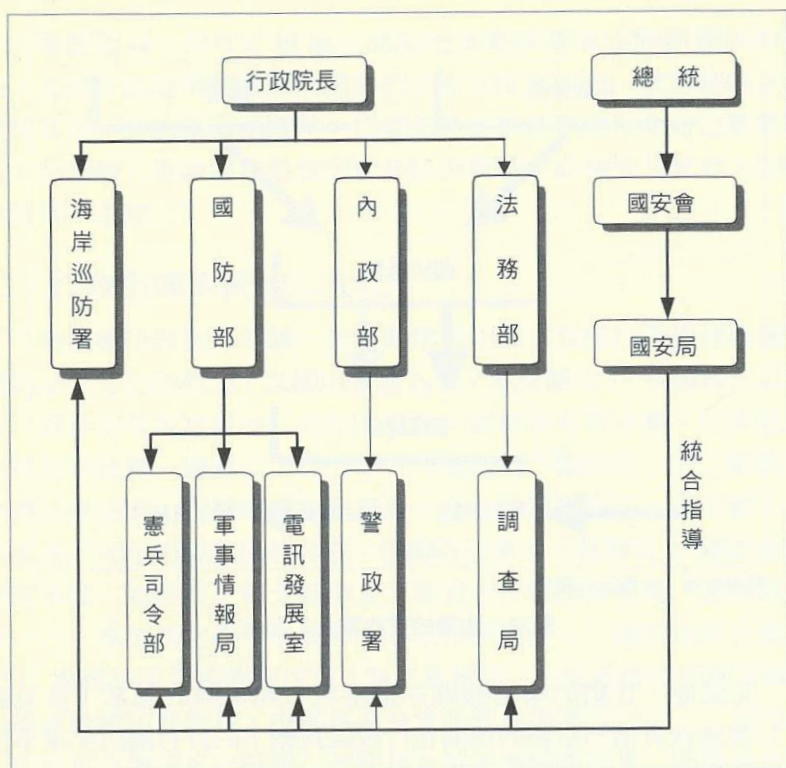 行政院長
總統
海岸巡防署
國防部
內政部
法務部
國安會
國安局
統合指導
憲兵司令部
軍事情報局
電訊發展室
警政署
調查局